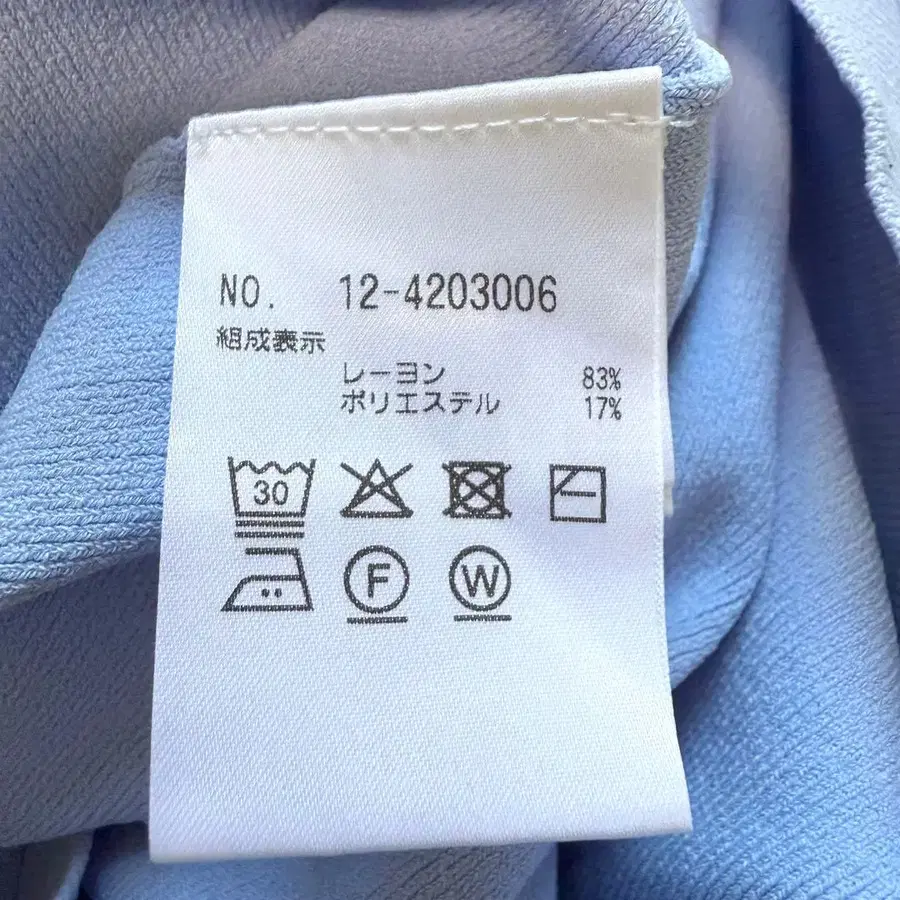 NO. 12-4203006
組成表示
レーヨン 83%
ポリエステル 17%
30
F W